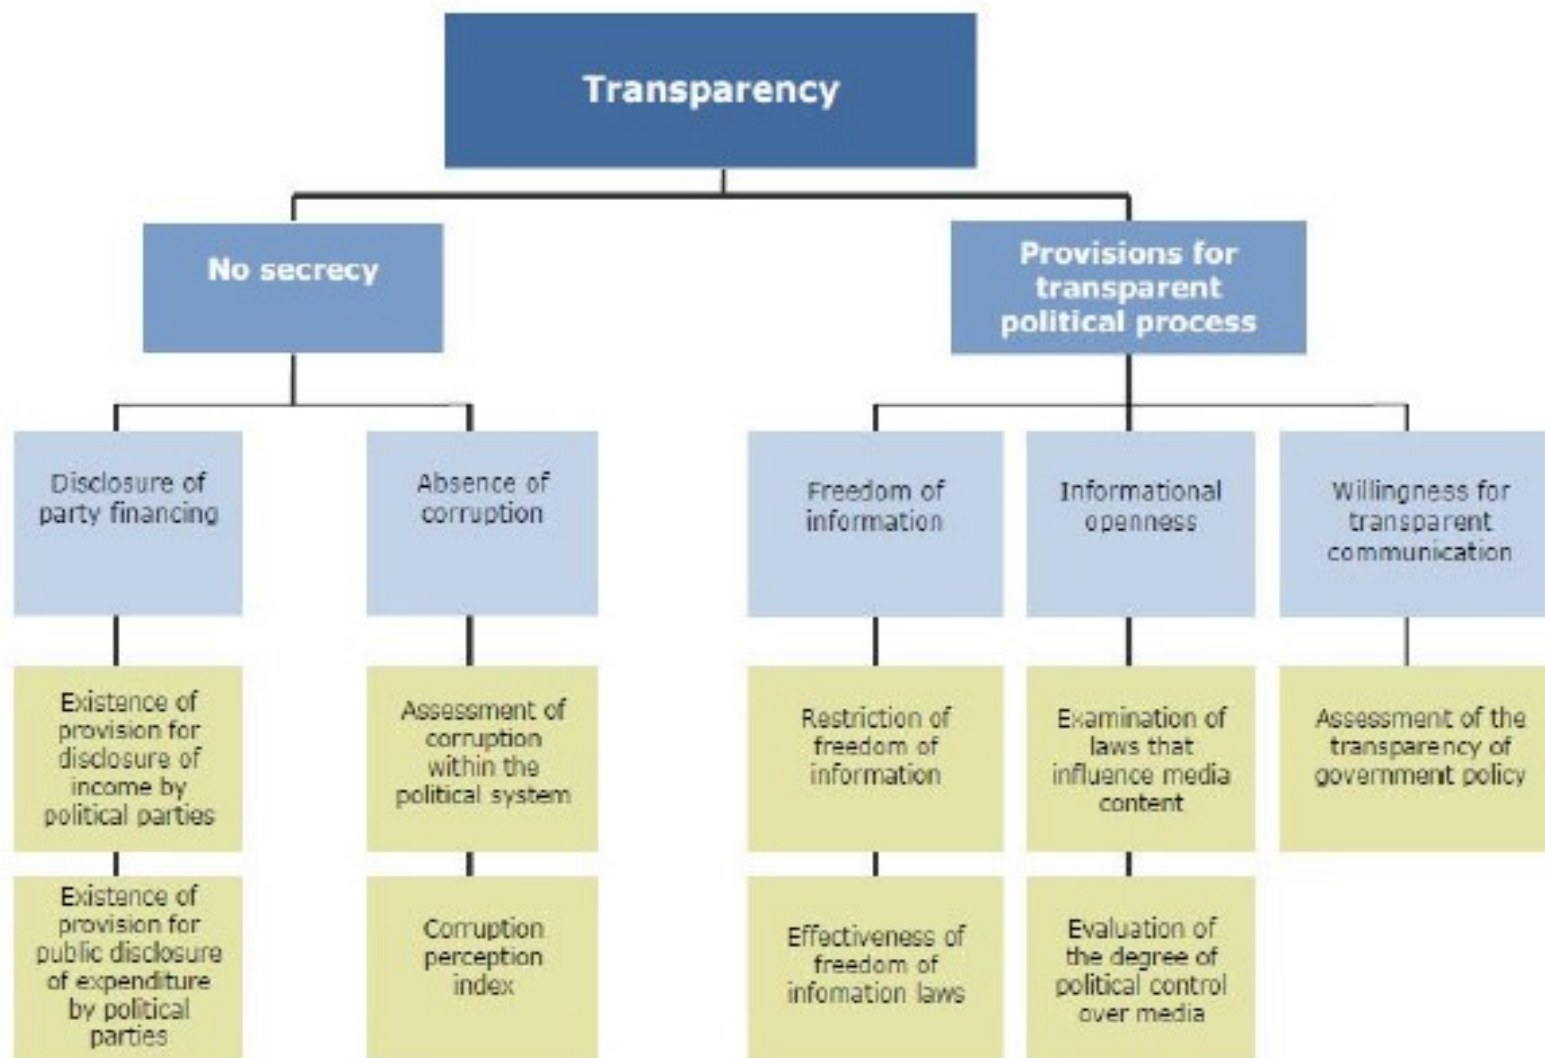 Transparency
No secrecy
Provisions for
transparent
political process
Disclosure of
party financing
Absence of
corruption
Freedom of
information
Informational
openness
Willingness for
transparent
communication
Existence of
provision for
disclosure of
income by
political parties
Assessment of
corruption
within the
political system
Restriction of
freedom of
information
Examination of
laws that
influence media
content
Assessment of the
transparency of
government policy
Existence of
provision for
public disclosure
of expenditure
by political
parties
Corruption
perception
index
Effectiveness of
freedom of
infomation laws
Evaluation of
the degree of
political control
over media